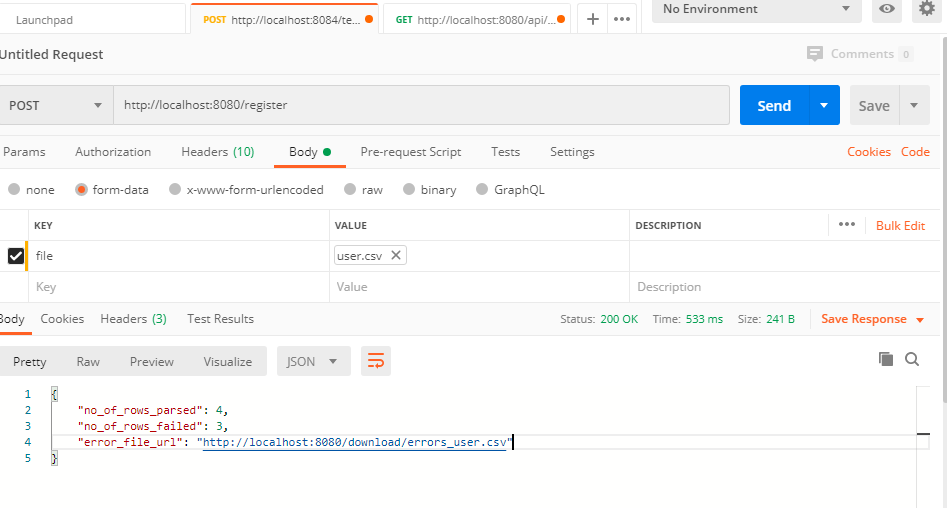 Launchpad
POST http://localhost:8084/te...
GET http://localhost:8080/api/...
No Environment
Untitled Request
Comments 0
POST http://localhost:8080/register Send Save
Params Authorization Headers (10) Body Pre-request Script Tests Settings Cookies Code
none form-data x-www-form-urlencoded raw binary GraphQL
KEY VALUE DESCRIPTION ••• Bulk Edit
file user.csv
Key Value Description
Body Cookies Headers (3) Test Results Status: 200 OK Time: 533 ms Size: 241 B Save Response
Pretty Raw Preview Visualize JSON
1 {
2 "no_of_rows_parsed": 4,
3 "no_of_rows_failed": 3,
4 "error_file_url": "http://localhost:8080/download/errors_user.csv"
5 }